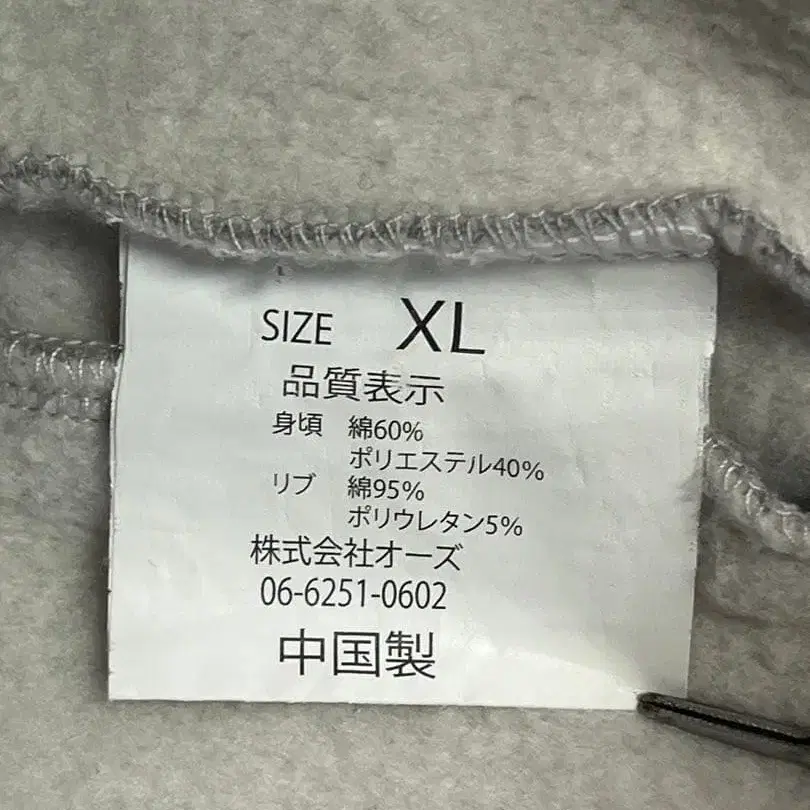 SIZE XL
品質表示
身頃 綿60%
ポリエステル40%
リブ 綿95%
ポリウレタン5%
株式会社オーズ
06-6251-0602
中国製